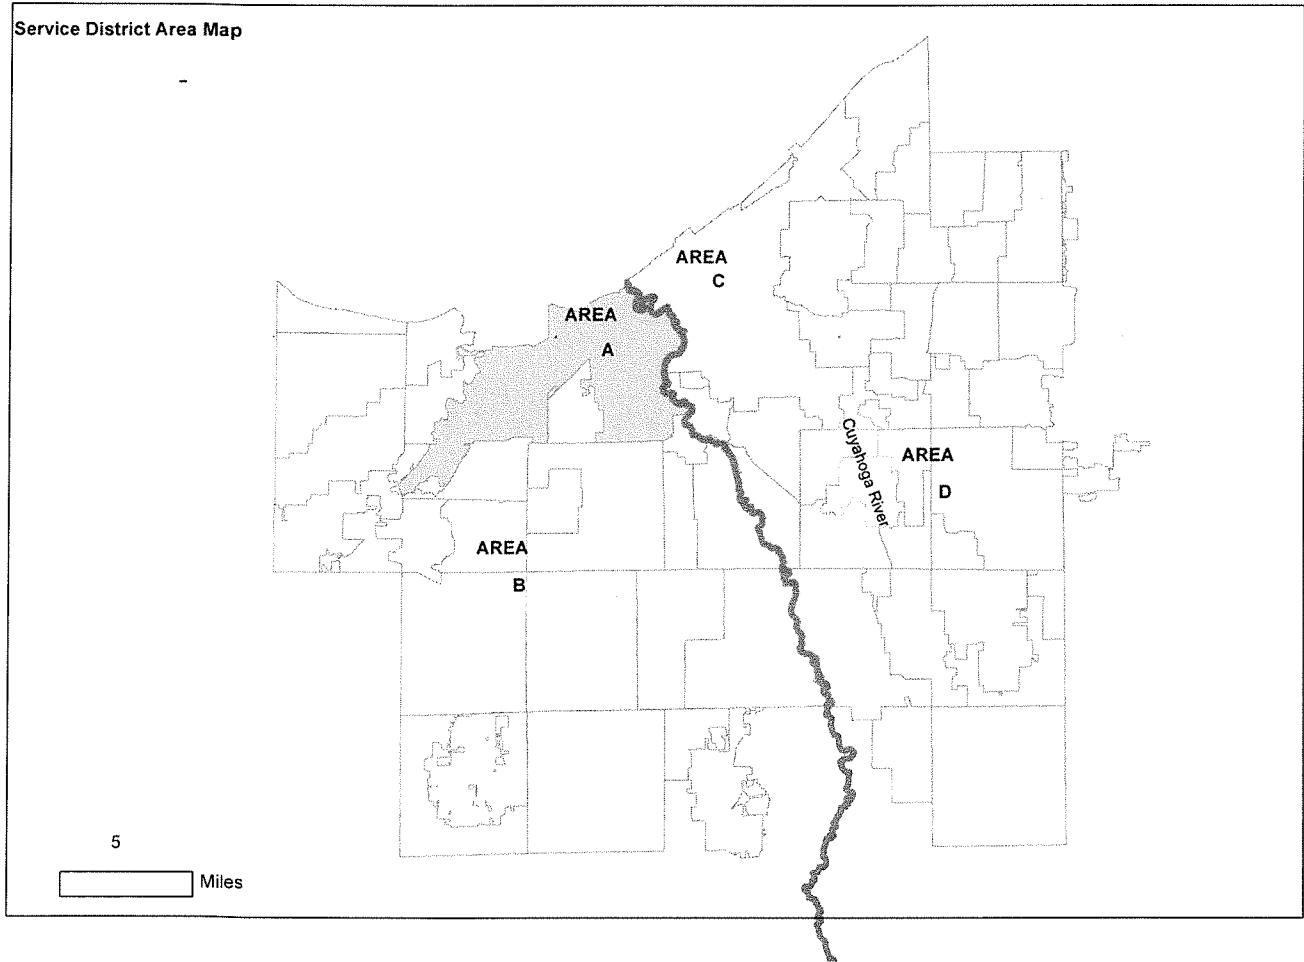 Service District Area Map
-
AREA
C
AREA
A
Cuyahoga River
AREA
D
AREA
B
5
Miles